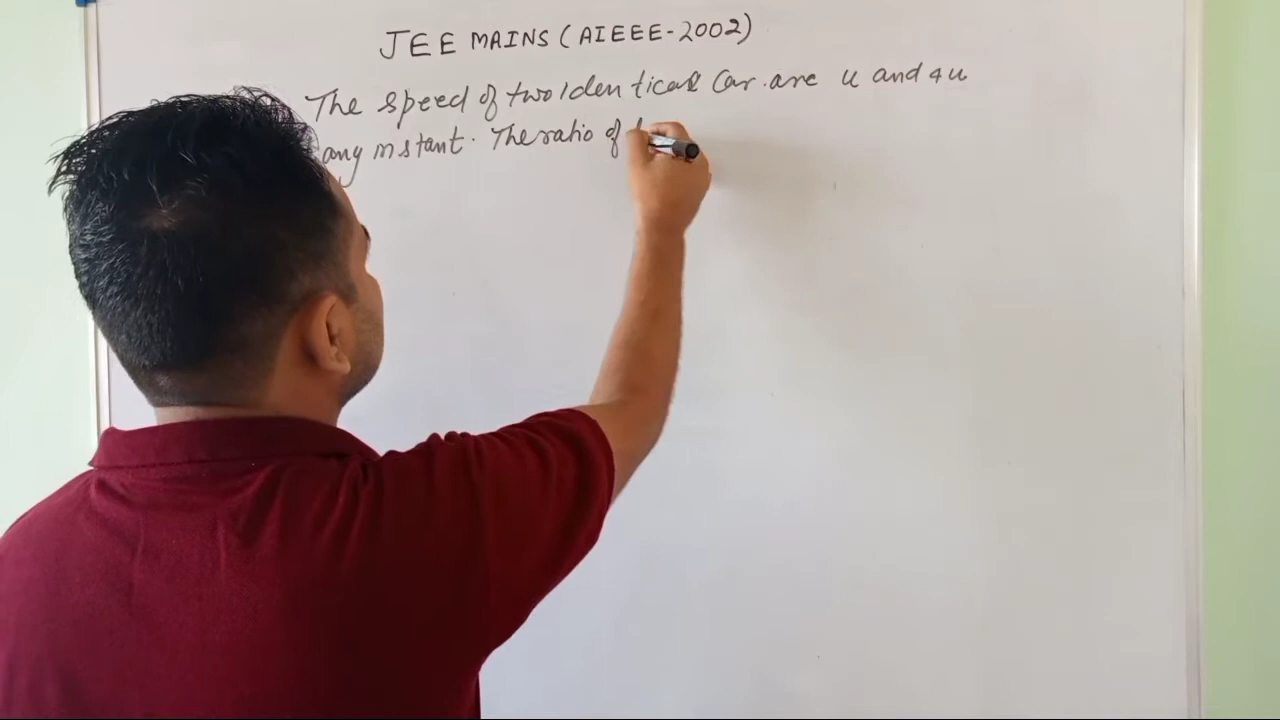 JEE MAINS (AIEEE-2002)
The speed of two Identical Car. are u and 4u
any instant. The ratio of